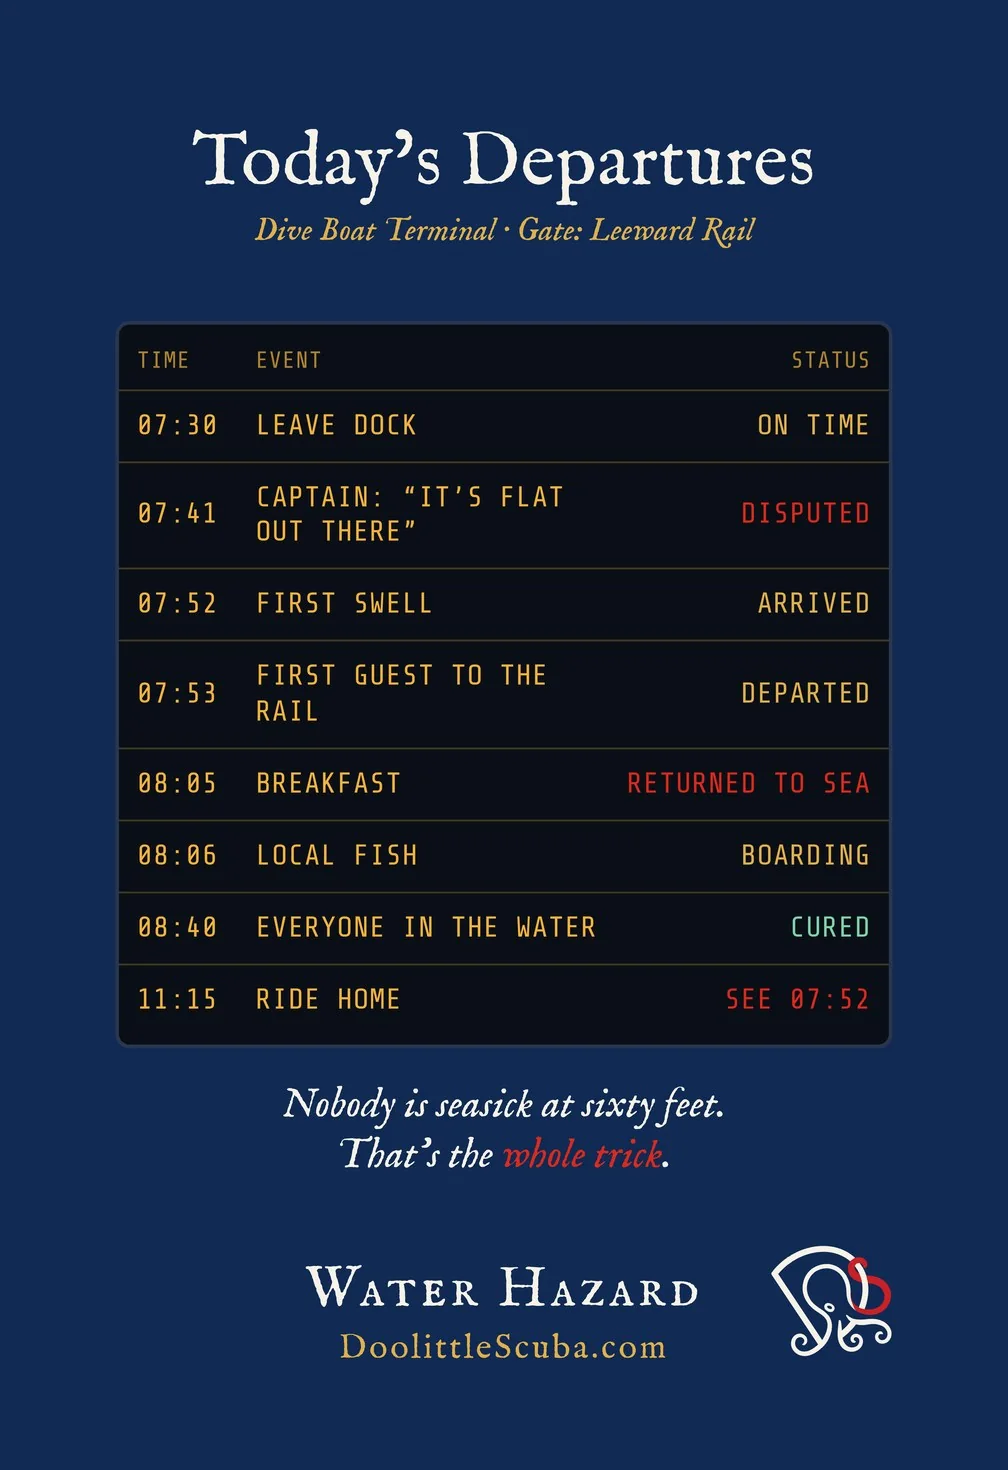 Today’s Departures
Dive Boat Terminal · Gate: Leeward Rail
TIME EVENT STATUS
07:30 LEAVE DOCK ON TIME
07:41 CAPTAIN: “IT’S FLAT
OUT THERE” DISPUTED
07:52 FIRST SWELL ARRIVED
07:53 FIRST GUEST TO THE
RAIL DEPARTED
08:05 BREAKFAST RETURNED TO SEA
08:06 LOCAL FISH BOARDING
08:40 EVERYONE IN THE WATER CURED
11:15 RIDE HOME SEE 07:52
Nobody is seasick at sixty feet.
That’s the whole trick.
WATER HAZARD
DoolittleScuba.com